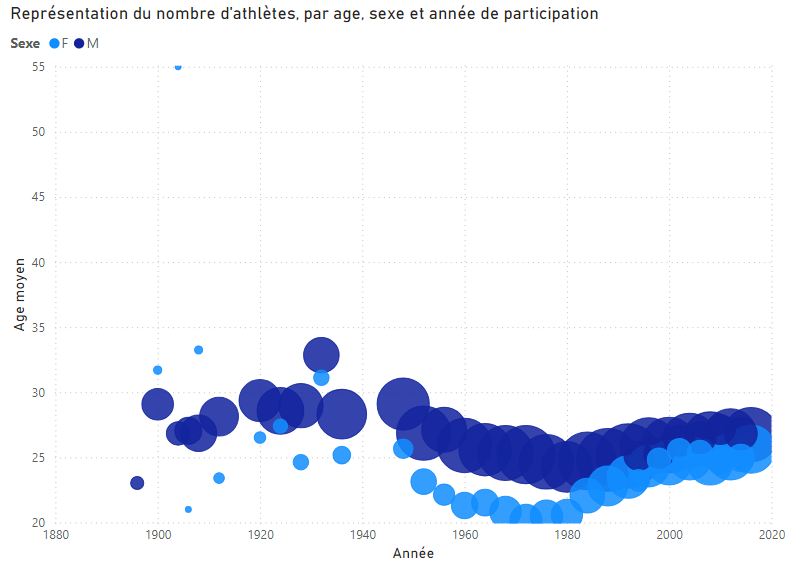 Représentation du nombre d'athlètes, par age, sexe et année de participation
Sexe F M
55
50
45
40
35
30
25
20
Age moyen
1880 1900 1920 1940 1960 1980 2000 2020
Année